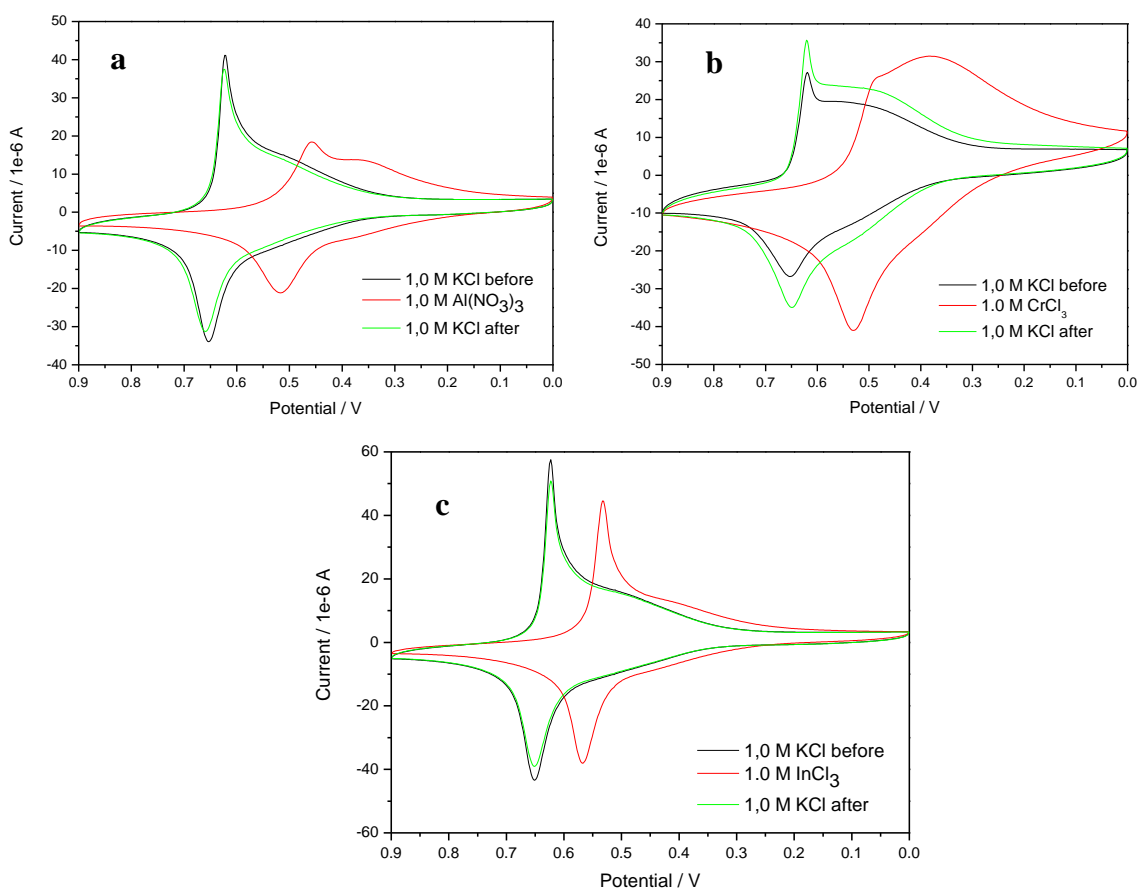 a
50
40
30
20
10
0
-10
-20
-30
-40
Current / 1e-6 A
1,0 M KCl before
1,0 M Al(NO3)3
1,0 M KCl after
0.9 0.8 0.7 0.6 0.5 0.4 0.3 0.2 0.1 0.0
Potential / V
b
40
30
20
10
0
-10
-20
-30
-40
-50
Current / 1e-6 A
1,0 M KCl before
1.0 M CrCl3
1,0 M KCl after
0.9 0.8 0.7 0.6 0.5 0.4 0.3 0.2 0.1 0.0
Potential / V
c
60
40
20
0
-20
-40
-60
Current / 1e-6 A
1,0 M KCl before
1.0 M InCl3
1,0 M KCl after
0.9 0.8 0.7 0.6 0.5 0.4 0.3 0.2 0.1 0.0
Potential / V